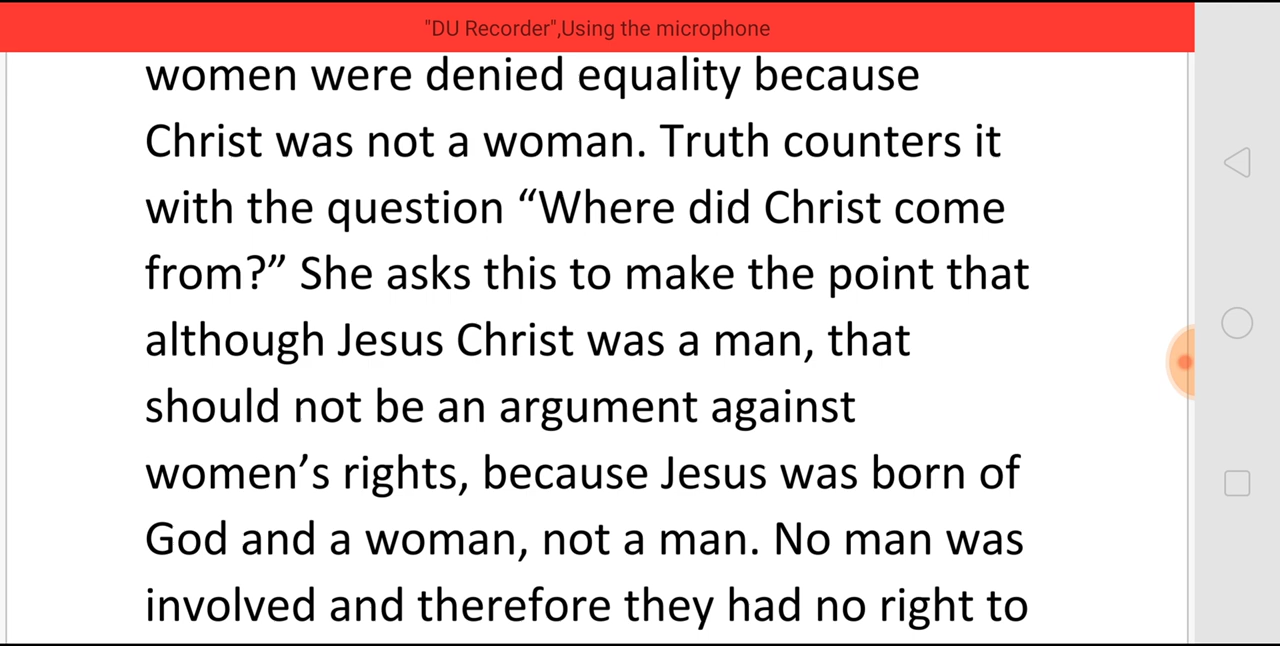 "DU Recorder",Using the microphone
women were denied equality because
Christ was not a woman. Truth counters it
with the question “Where did Christ come
from?” She asks this to make the point that
although Jesus Christ was a man, that
should not be an argument against
women’s rights, because Jesus was born of
God and a woman, not a man. No man was
involved and therefore they had no right to